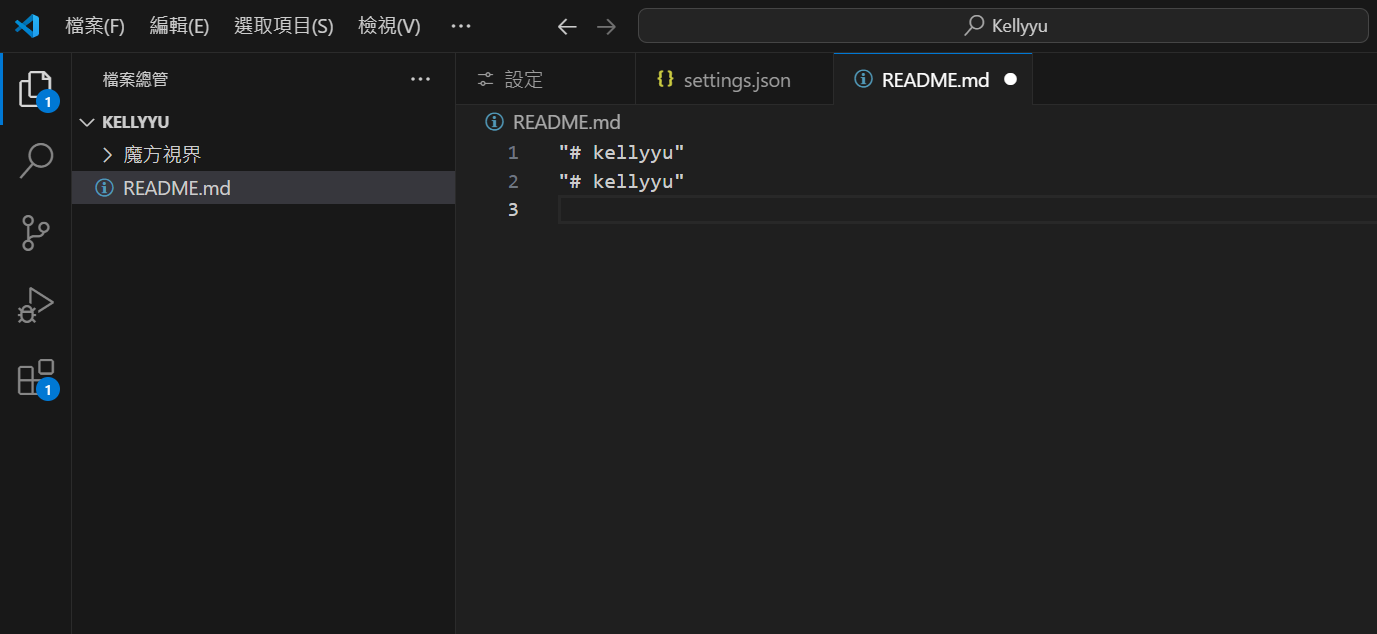 檔案(F) 編輯(E) 選取項目(S) 檢視(V) ··· Kellyyu
檔案總管 ···
設定 settings.json README.md
KELLYYU
魔方視界
README.md
1
1
README.md
1 "# kellyyu"
2 "# kellyyu"
3